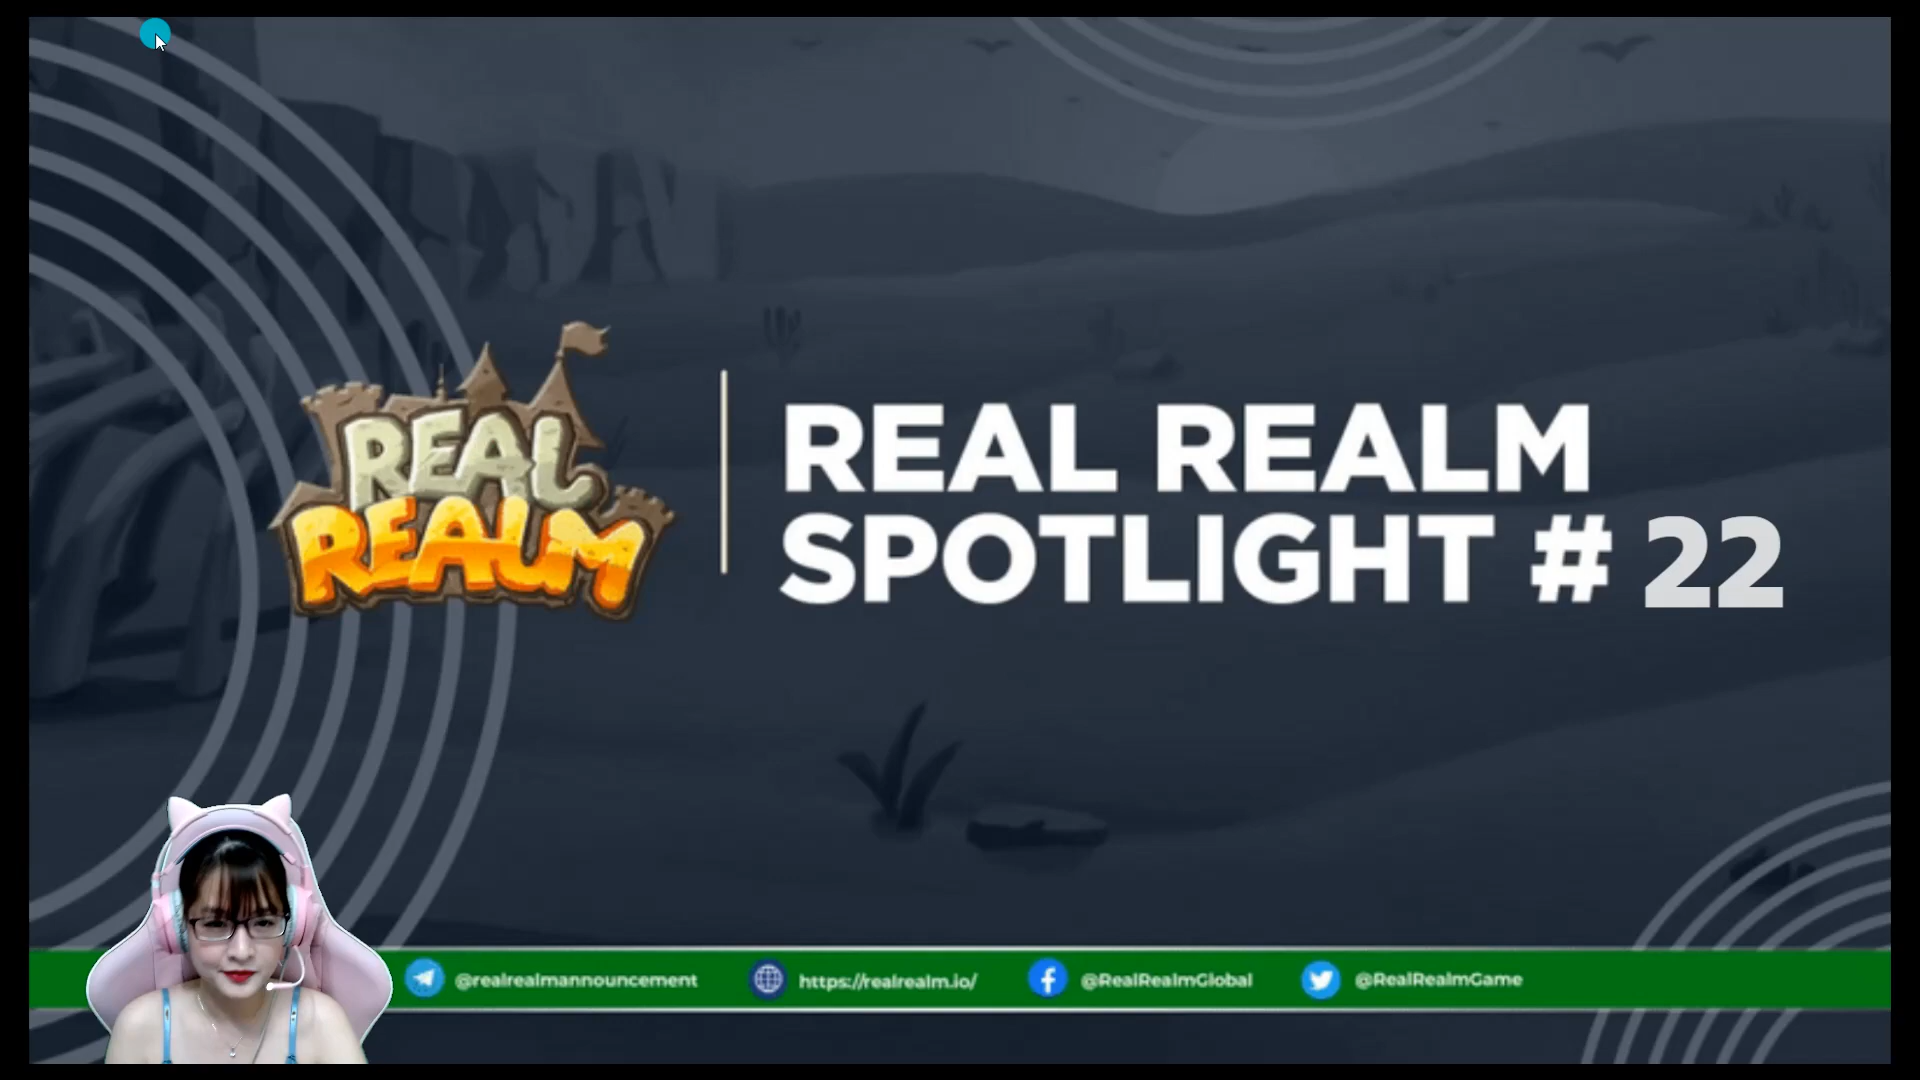 REAL
REALM
REAL REALM
SPOTLIGHT # 22
@realrealmannouncement
https://realrealm.io/
@RealRealmGlobal
@RealRealmGame